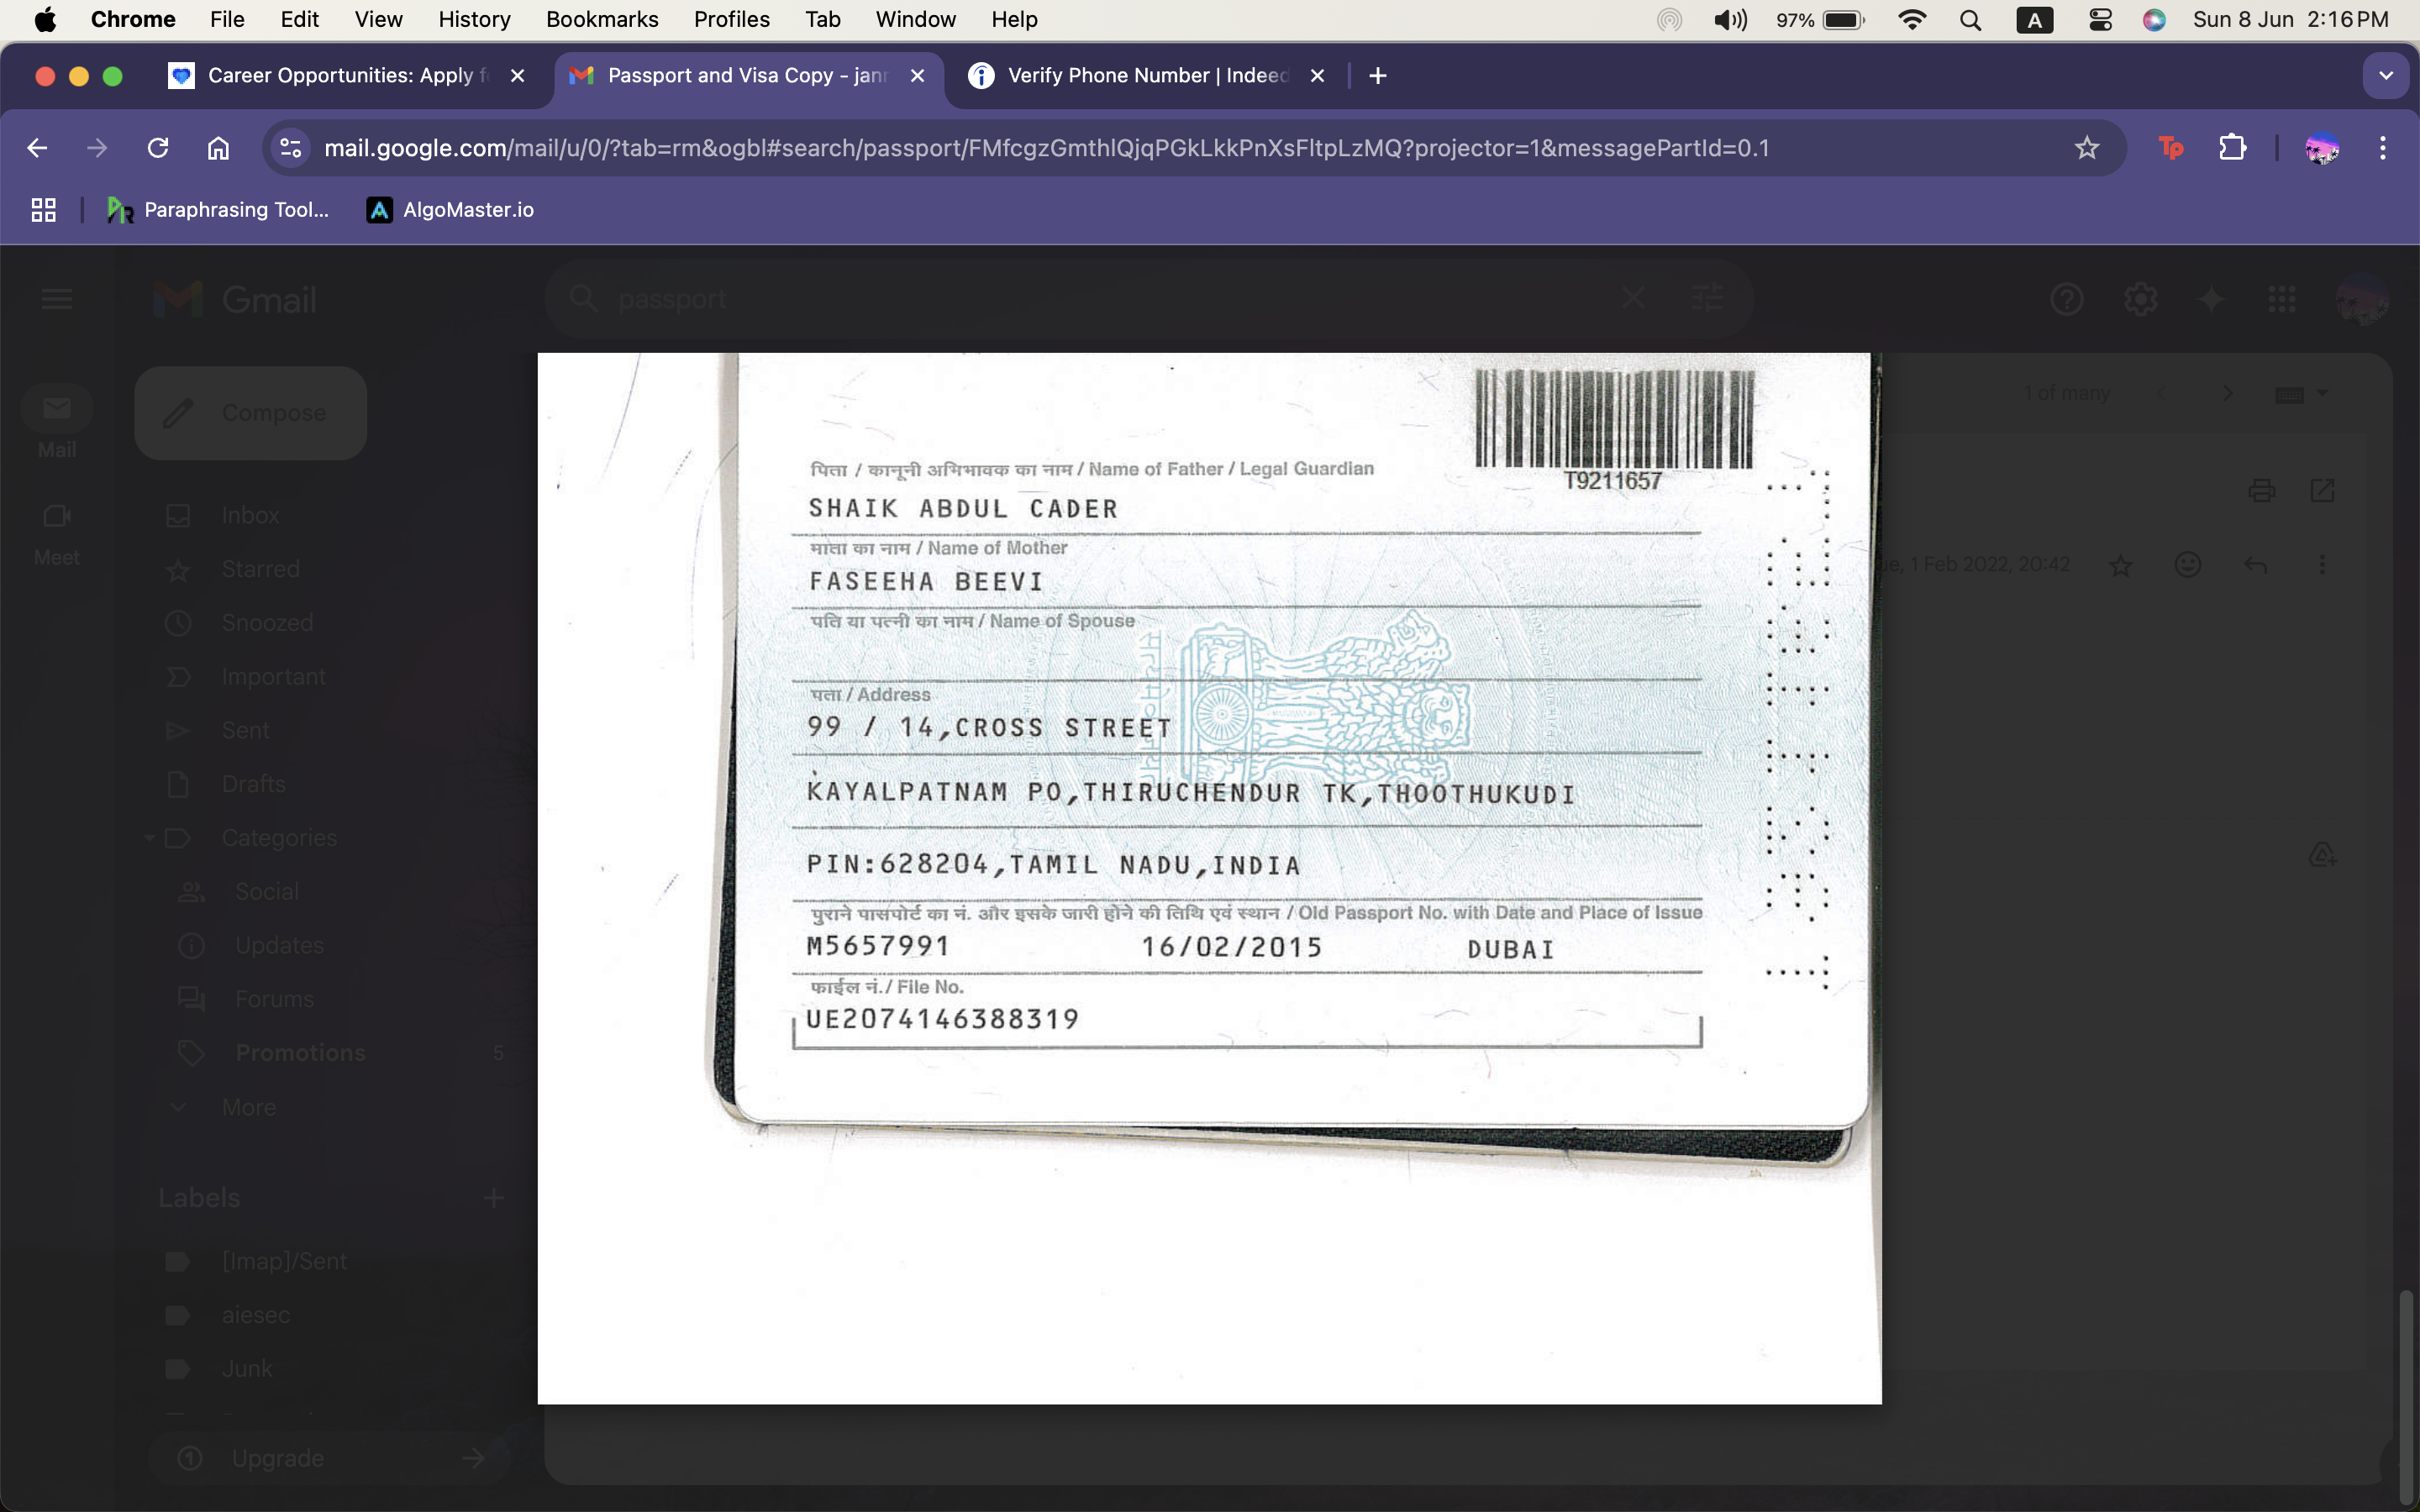 Chrome File Edit View History Bookmarks Profiles Tab Window Help 97% A Sun 8 Jun 2:16 PM
Career Opportunities: Apply f
Passport and Visa Copy - jan
Verify Phone Number | Indeed
mail.google.com/mail/u/0/?tab=rm&ogbl#search/passport/FMfcgzGmthlQjqPGkLkkPnXsFltpLzMQ?projector=1&messagePartId=0.1
Tp
Paraphrasing Tool... AlgoMaster.io
Gmail
passport
Compose
1 of many
Mail
Meet
Inbox
Starred
Snoozed
Important
Sent
Drafts
Categories
Social
Updates
Forums
Promotions 5
More
Labels
[Imap]/Sent
aiesec
Junk
Upgrade
1 Feb 2022, 20:42
T9211657
पिता / कानूनी अभिभावक का नाम / Name of Father / Legal Guardian
SHAIK ABDUL CADER
माता का नाम / Name of Mother
FASEEHA BEEVI
पति या पत्नी का नाम / Name of Spouse
पता / Address
99 / 14,CROSS STREET
KAYALPATNAM PO,THIRUCHENDUR TK,THOOTHUKUDI
PIN:628204,TAMIL NADU,INDIA
पुराने पासपोर्ट का नं. और इसके जारी होने की तिथि एवं स्थान / Old Passport No. with Date and Place of Issue
M5657991 16/02/2015 DUBAI
फाईल नं./ File No.
UE2074146388319